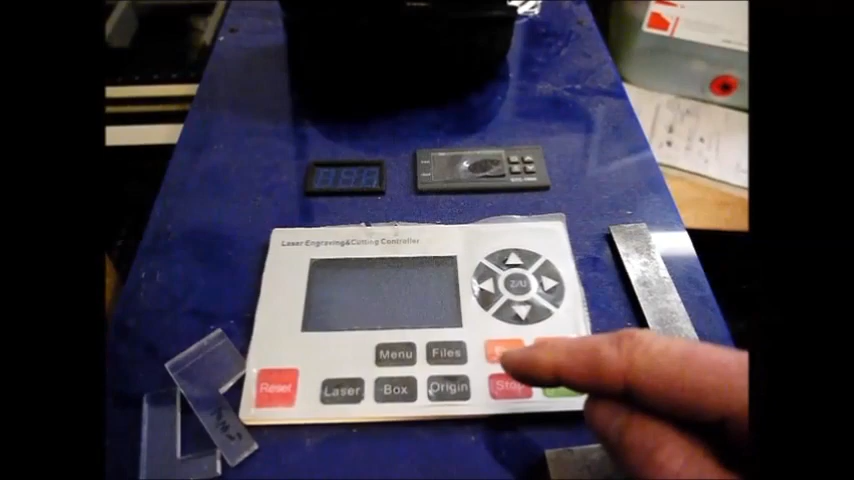 Laser Engraving&Cutting Controller
Z/U
Menu
Files
Reset
Laser
Box
Origin
Stop